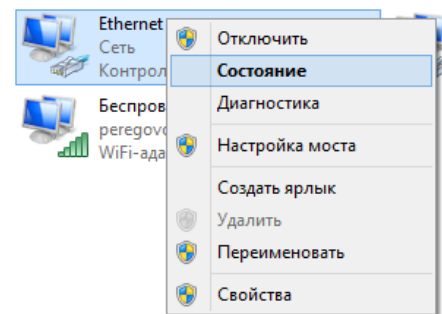 Ethernet
Сеть
Контрол
Беспров
peregovo
WiFi-ада
Отключить
Состояние
Диагностика
Настройка моста
Создать ярлык
Удалить
Переименовать
Свойства